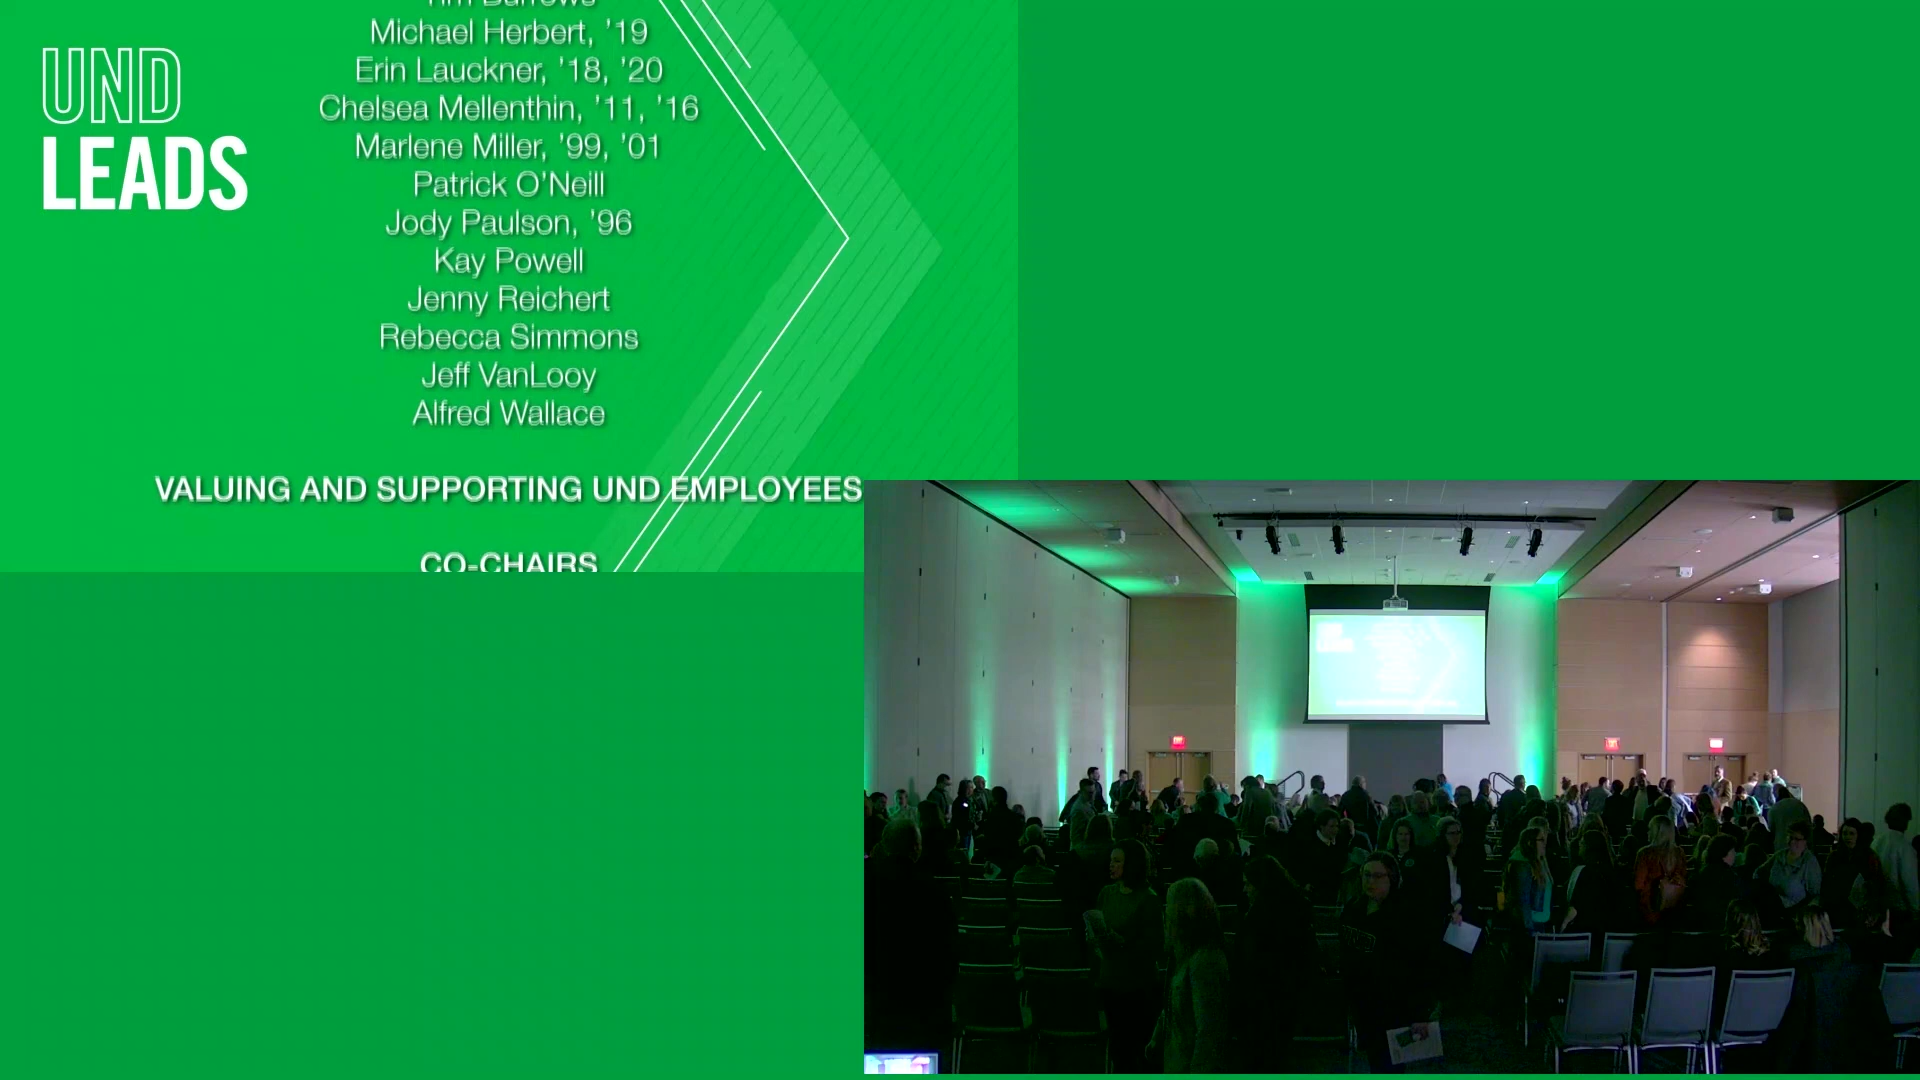 UND
LEADS
Tim Burrows
Michael Herbert, ’19
Erin Lauckner, ’18, ’20
Chelsea Mellenthin, ’11, ’16
Marlene Miller, ’99, ’01
Patrick O’Neill
Jody Paulson, ’96
Kay Powell
Jenny Reichert
Rebecca Simmons
Jeff VanLooy
Alfred Wallace
VALUING AND SUPPORTING UND EMPLOYEES
CO-CHAIRS